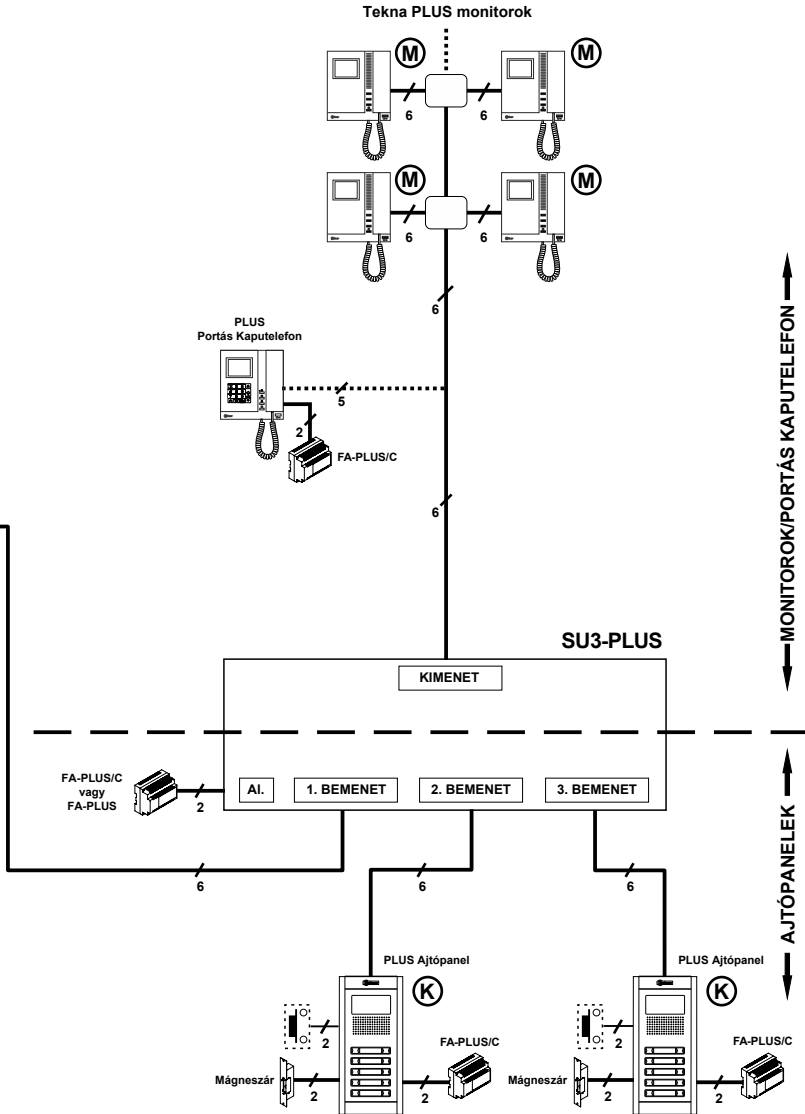 Tekna PLUS monitorok
M
M
6
6
M
M
6
6
6
PLUS
Portás Kaputelefon
5
2
FA-PLUS/C
6
MONITOROK/PORTÁS KAPUTELEFON
SU3-PLUS
KIMENET
FA-PLUS/C
vagy
FA-PLUS
2
Al.
1. BEMENET
2. BEMENET
3. BEMENET
AJTÓPANELEK
6
6
6
PLUS Ajtópanel
K
2
FA-PLUS/C
Mágneszár
2
2
PLUS Ajtópanel
K
2
FA-PLUS/C
Mágneszár
2
2